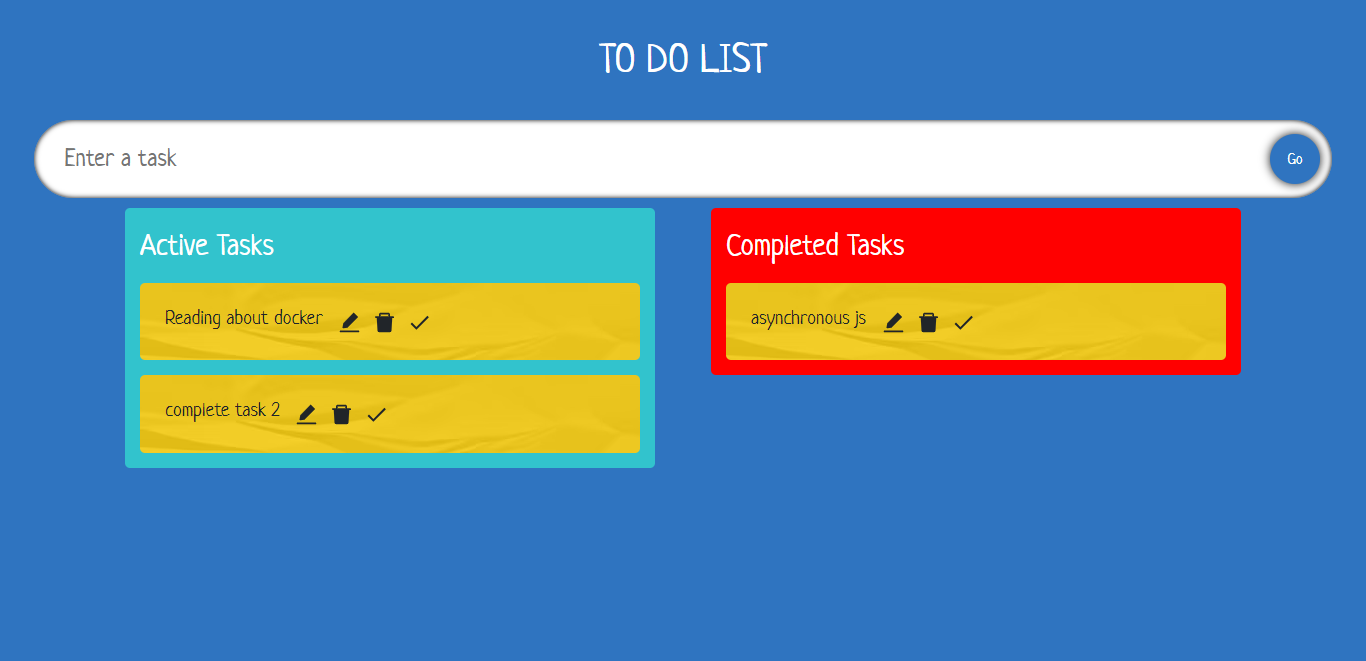 TO DO LIST
Enter a task
Go
Active Tasks
Reading about docker
complete task 2
Completed Tasks
asynchronous js